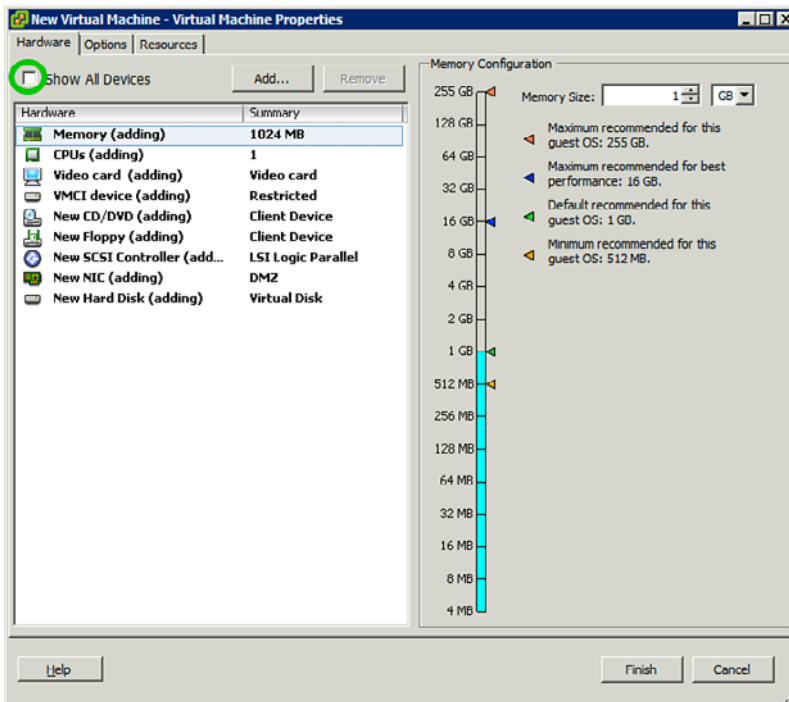 New Virtual Machine - Virtual Machine Properties
Hardware Options Resources
Show All Devices
Add...
Remove
Hardware Summary
Memory (adding) 1024 MB
CPUs (adding) 1
Video card (adding) Video card
VMCI device (adding) Restricted
New CD/DVD (adding) Client Device
New Floppy (adding) Client Device
New SCSI Controller (add... LSI Logic Parallel
New NIC (adding) DMZ
New Hard Disk (adding) Virtual Disk
Memory Configuration
255 GB
128 GB
64 GB
32 GB
16 GB
8 GB
4 GB
2 GB
1 GB
512 MB
256 MB
128 MB
64 MB
32 MB
16 MB
8 MB
4 MB
Memory Size: 1 GB
Maximum recommended for this
guest OS: 255 GB.
Maximum recommended for best
performance: 16 GB.
Default recommended for this
guest OS: 1 GB.
Minimum recommended for this
guest OS: 512 MB.
Help
Finish
Cancel